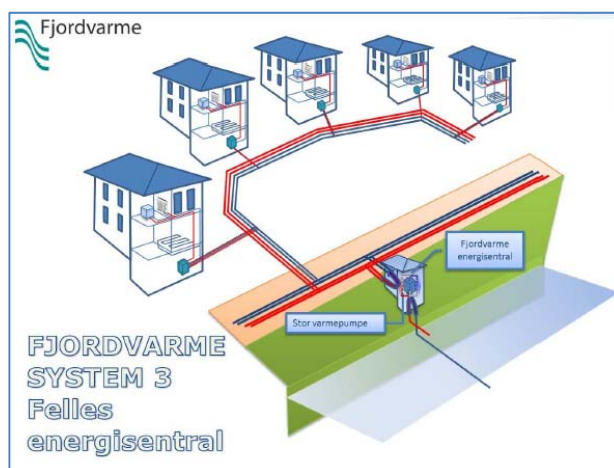 Fjordvarme
Fjordvarme
energisentral
Stor varmepumpe
FJORDVARME
SYSTEM 3
Felles
energisentral